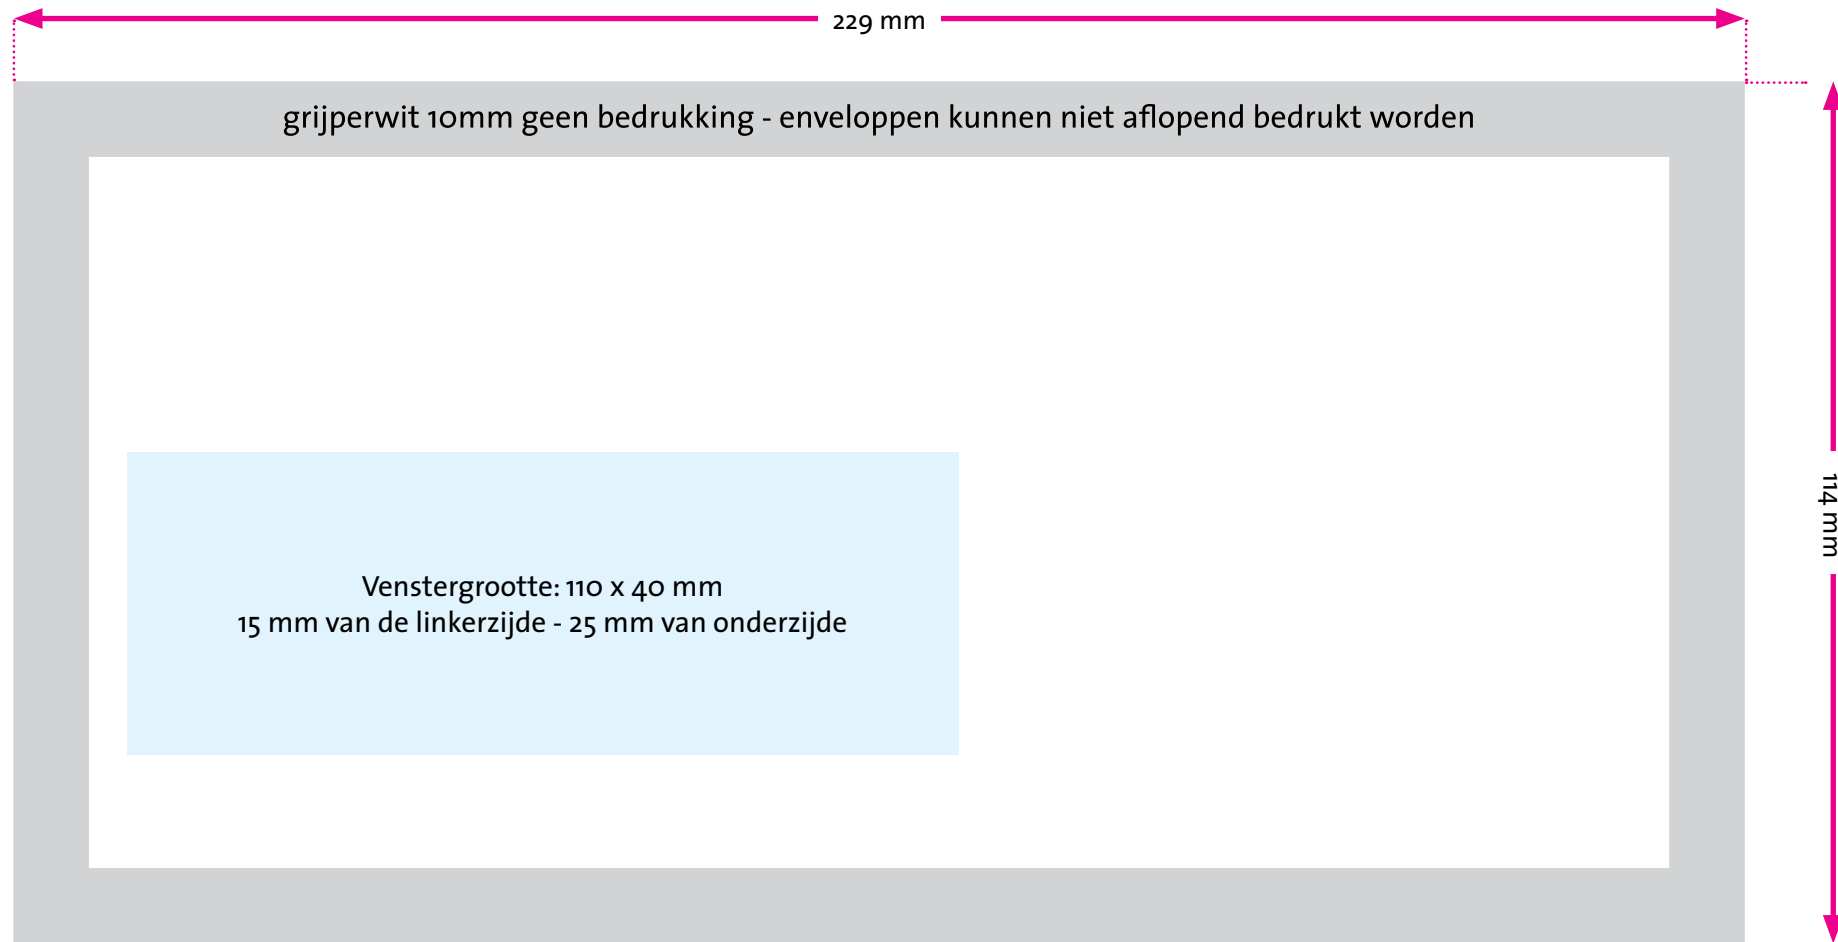 229 mm
grijperwit 10mm geen bedrukking - enveloppen kunnen niet aflopend bedrukt worden
114 mm
Venstergrootte: 110 x 40 mm
15 mm van de linkerzijde - 25 mm van onderzijde